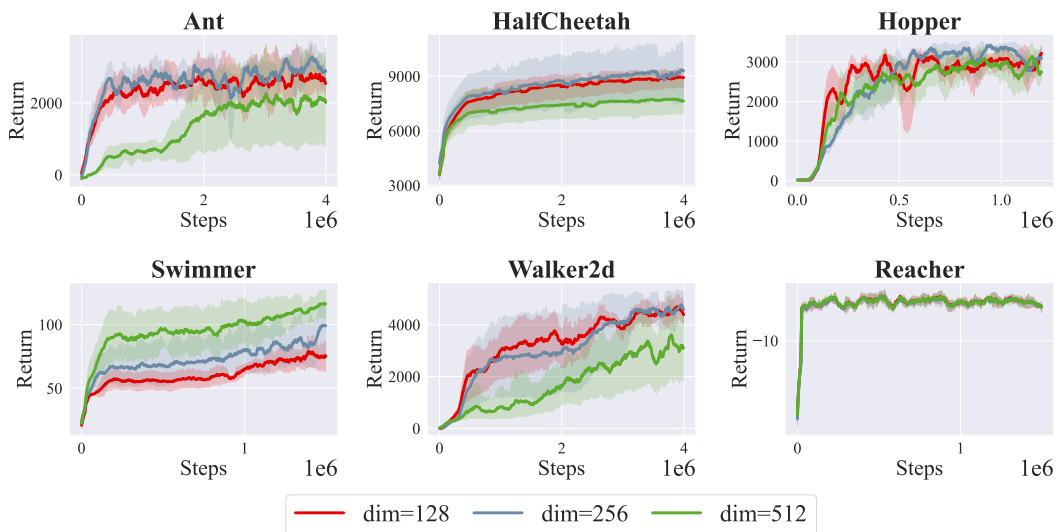 Ant
HalfCheetah
Hopper
Return
2000
0
0
2
4
Steps
1e6
Return
9000
6000
3000
0
2
4
Steps
1e6
Return
3000
2000
1000
0
0.0
0.5
1.0
Steps
1e6
Swimmer
Walker2d
Reacher
Return
100
50
0
1
Steps
1e6
Return
4000
2000
0
0
2
4
Steps
1e6
Return
−10
0
1
Steps
1e6
dim=128
dim=256
dim=512